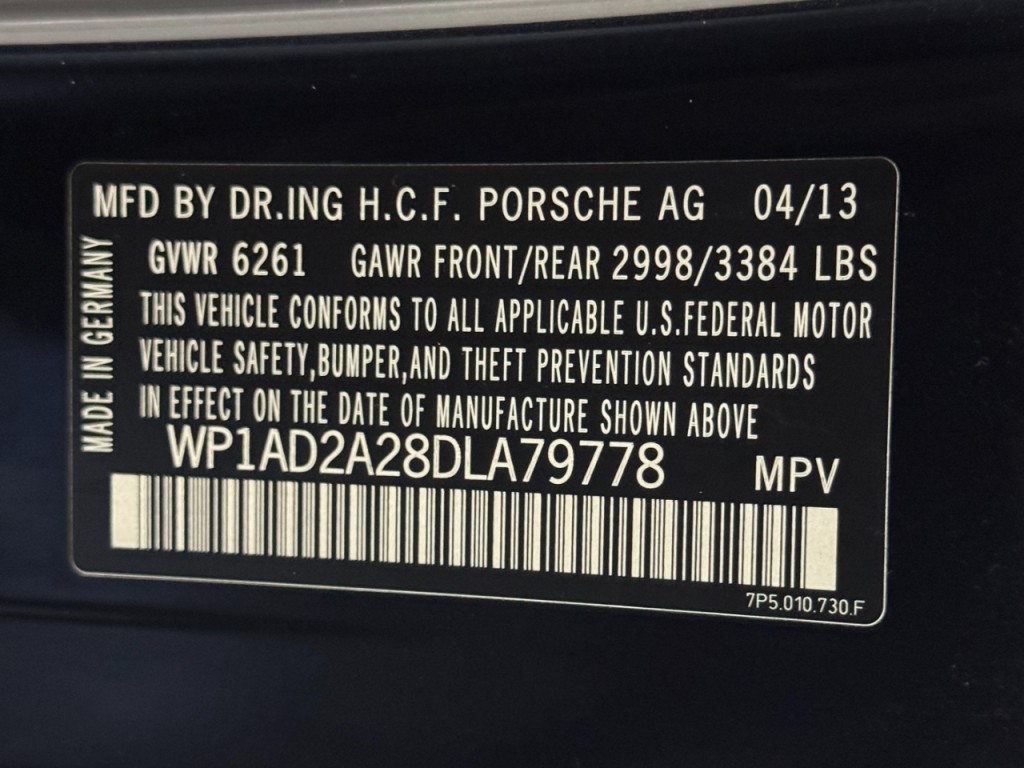 MFD BY DR.ING H.C.F. PORSCHE AG 04/13
GVWR 6261 GAWR FRONT/REAR 2998/3384 LBS
THIS VEHICLE CONFORMS TO ALL APPLICABLE U.S.FEDERAL MOTOR
VEHICLE SAFETY,BUMPER,AND THEFT PREVENTION STANDARDS
IN EFFECT ON THE DATE OF MANUFACTURE SHOWN ABOVE
WP1AD2A28DLA79778 MPV
7P5.010.730.F
MADE IN GERMANY